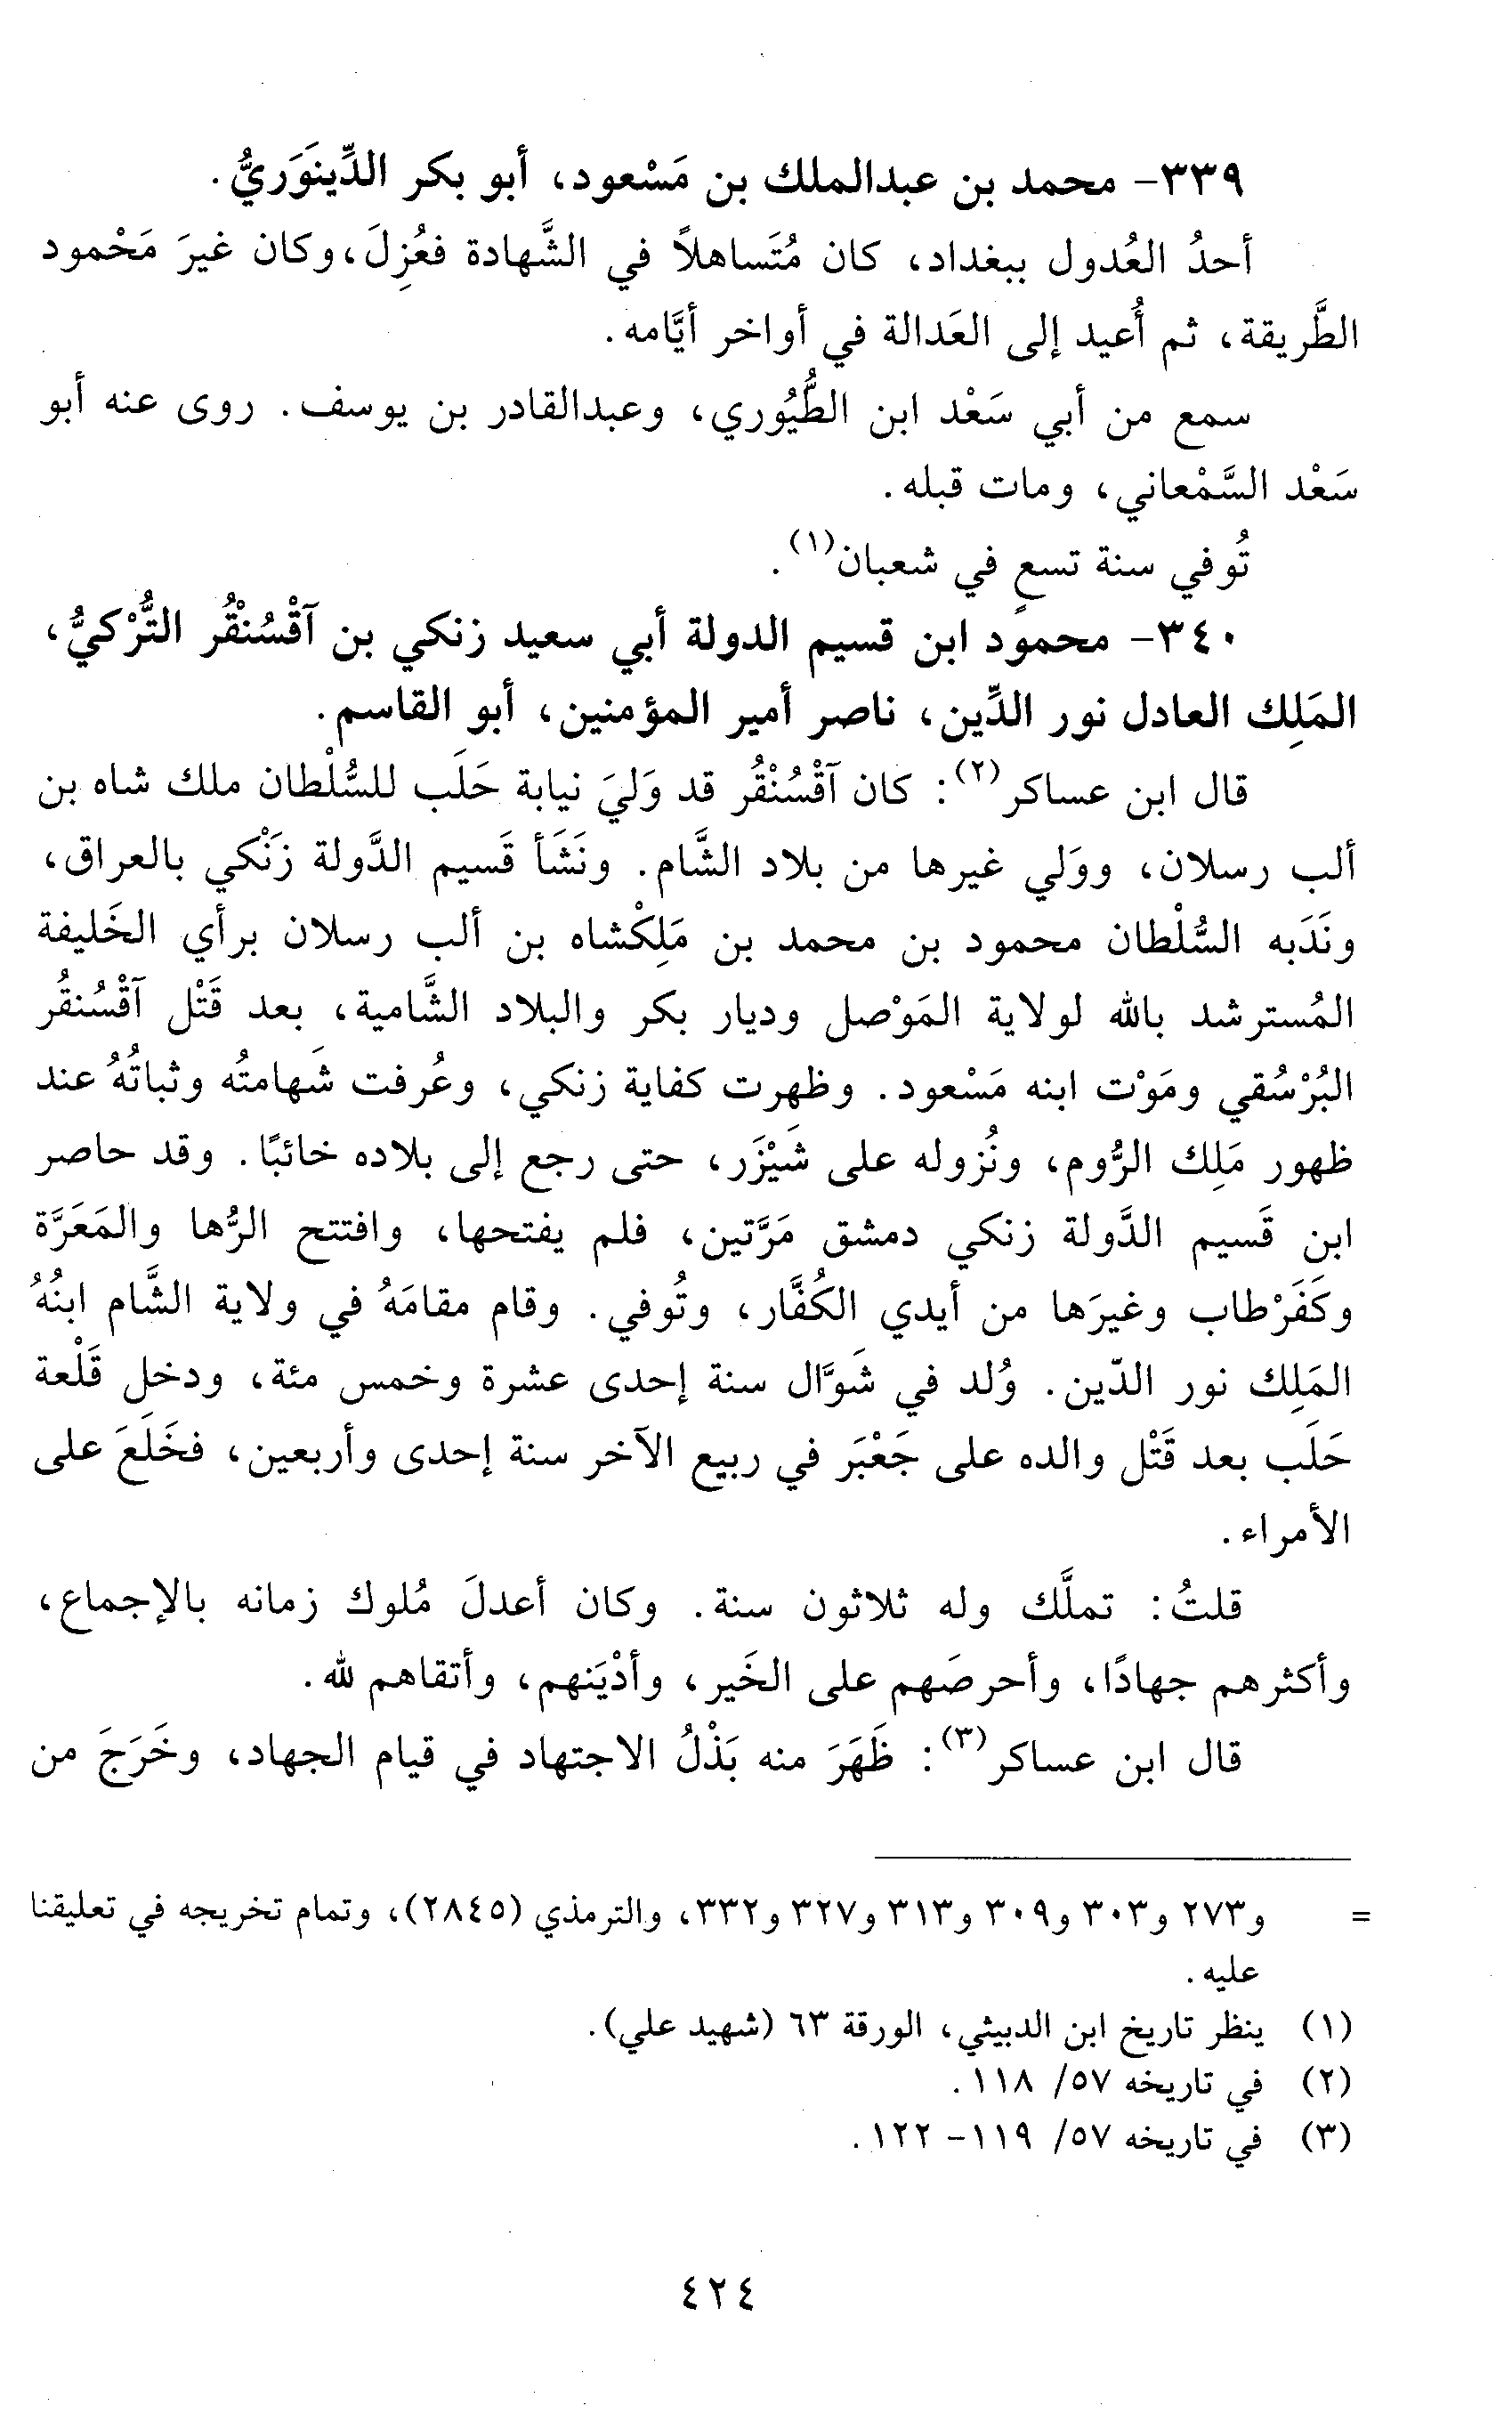 ٣٣٩- محمد بن عبدالملك بن مَسْعود، أبو بكر الدِّينَوَريُّ.
أحدُ العُدول ببغداد، كان مُتَساهلاً في الشَّهادة فعُزِلَ، وكان غيرَ مَحْمود
الطَّريقة، ثم أُعيد إلى العَدالة في أواخر أيَّامه.
سمع من أبي سَعْد ابن الطُّيُوري، وعبدالقادر بن يوسف. روى عنه أبو
سَعْد السَّمْعاني، ومات قبله.
تُوفي سنة تسعٍ في شعبان(١).
٣٤٠- محمود ابن قسيم الدولة أبي سعيد زنكي بن آقْسُنْقُر التُّرْكيُّ،
المَلِك العادل نور الدِّين، ناصر أمير المؤمنين، أبو القاسم.
قال ابن عساكر(٢): كان آقْسُنْقُر قد وَليَ نيابة حَلَب للسُّلْطان ملك شاه بن
ألب رسلان، ووَلي غيرها من بلاد الشَّام. ونَشَأ قَسيم الدَّولة زَنْكي بالعراق،
ونَدَبه السُّلْطان محمود بن محمد بن مَلِكْشاه بن ألب رسلان برأي الخَليفة
المُسترشد بالله لولاية المَوْصل وديار بكر والبلاد الشَّامية، بعد قَتْل آقْسُنقُر
البُرْسُقي ومَوْت ابنه مَسْعود. وظهرت كفاية زنكي، وعُرفت شَهامتُه وثباتُهُ عند
ظهور مَلِك الرُّوم، ونُزوله على شَيْزَر، حتى رجع إلى بلاده خائبًا. وقد حاصر
ابن قَسيم الدَّولة زنكي دمشق مَرَّتين، فلم يفتحها، وافتتح الرُّها والمَعَرَّة
وكَفَرْطاب وغيرَها من أيدي الكُفَّار، وتُوفي. وقام مقامَهُ في ولاية الشَّام ابنُهُ
المَلِك نور الدّين. وُلد في شَوَّال سنة إحدى عشرة وخمس مئة، ودخل قَلْعة
حَلَب بعد قَتْل والده على جَعْبَر في ربيع الآخر سنة إحدى وأربعين، فخَلَعَ على
الأمراء.
قلتُ: تملَّك وله ثلاثون سنة. وكان أعدلَ مُلوك زمانه بالإجماع،
وأكثرهم جهادًا، وأحرصَهم على الخَير، وأدْيَنهم، وأتقاهم لله.
قال ابن عساكر(٣): ظَهَرَ منه بَذْلُ الاجتهاد في قيام الجهاد، وخَرَجَ من
= و٢٧٣ و٣٠٣ و٣٠٩ و٣١٣ و٣٢٧ و٣٣٢، والترمذي (٢٨٤٥)، وتمام تخريجه في تعليقنا
عليه.
(١) ينظر تاريخ ابن الدبيثي، الورقة ٦٣ (شهيد علي).
(٢) في تاريخه ٥٧/ ١١٨.
(٣) في تاريخه ٥٧/ ١١٩- ١٢٢.
٤٢٤